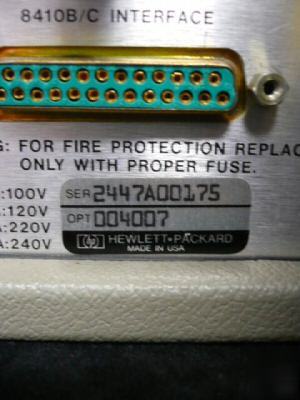 8410B/C INTERFACE
G: FOR FIRE PROTECTION REPLAC
ONLY WITH PROPER FUSE.
A:100V
A:120V
A:220V
A:240V
SER 2447A00175
OPT 004007
hp HEWLETT·PACKARD
MADE IN USA